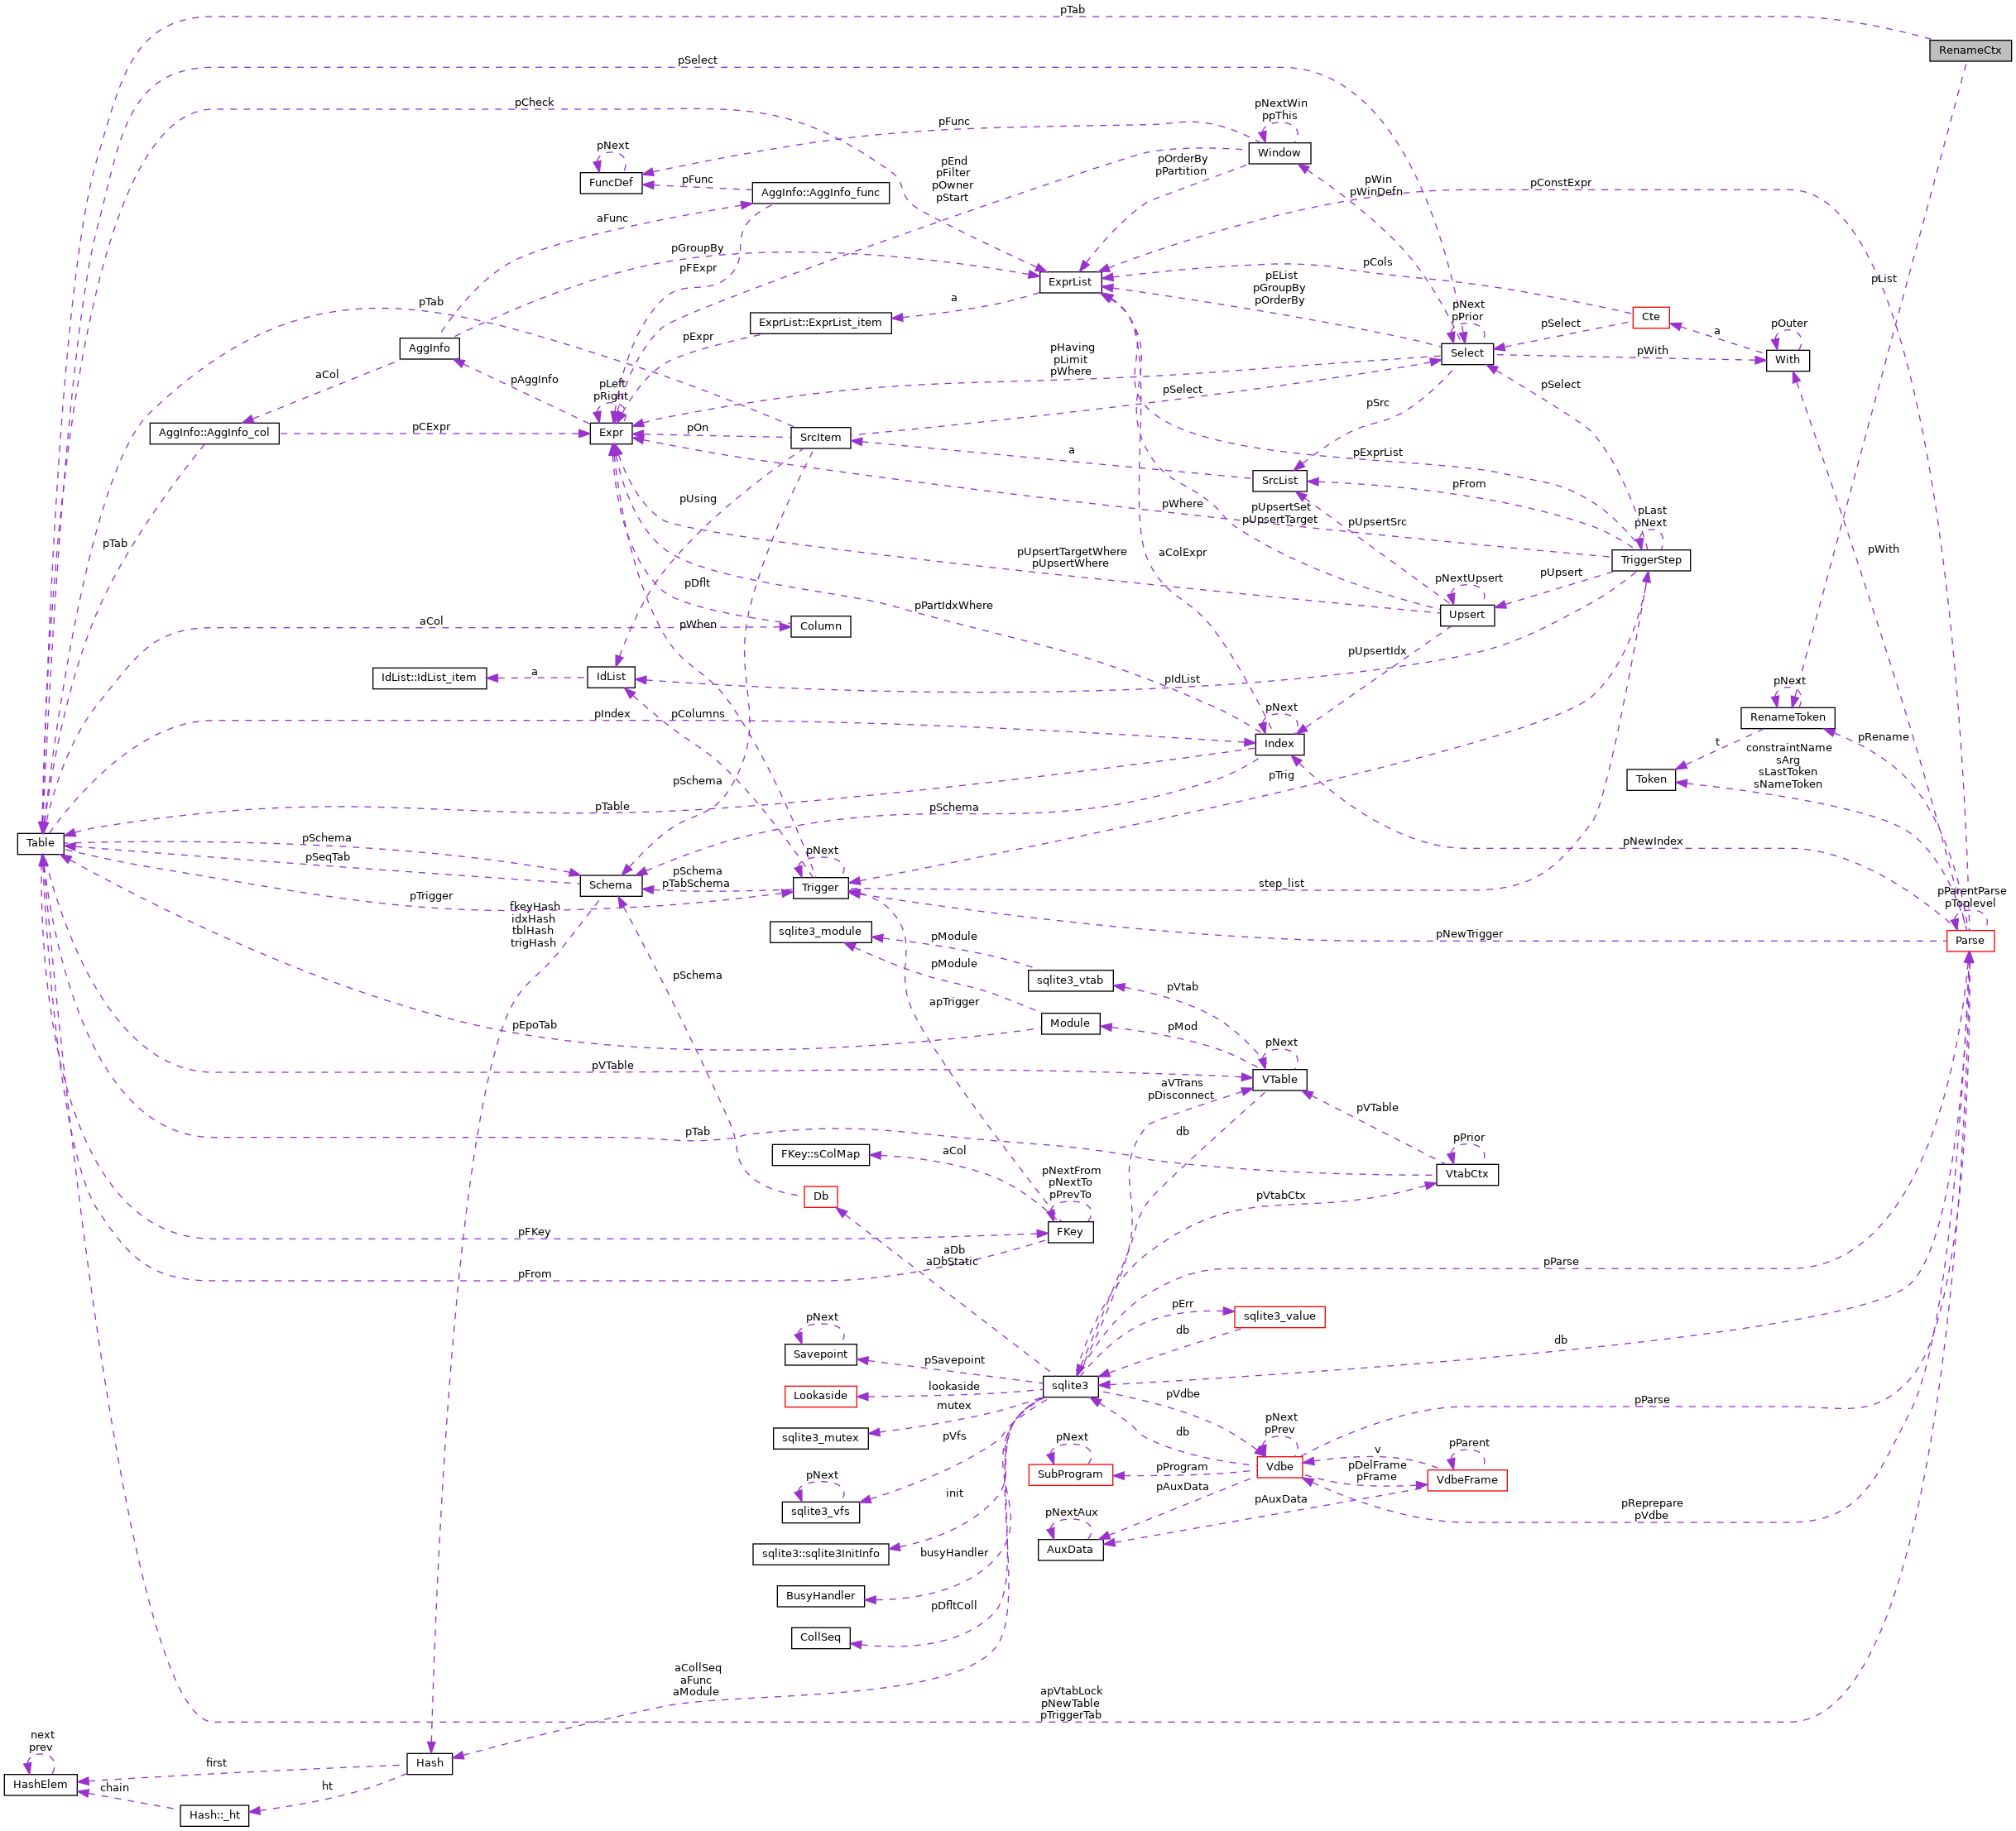 pTab
RenameCtx
pSelect
pCheck
pNextWin
ppThis
pFunc
Window
pNext
FuncDef
pFunc
AggInfo::AggInfo_func
pEnd
pFilter
pOwner
pStart
pOrderBy
pPartition
pWin
pWinDefn
pConstExpr
aFunc
pGroupBy
pFExpr
pCols
pList
ExprList
pEList
pGroupBy
pOrderBy
pTab
a
ExprList::ExprList_item
pNext
pPrior
Cte
pSelect
a
pOuter
AggInfo
pExpr
pHaving
pLimit
pWhere
Select
pWith
With
aCol
pAggInfo
pLeft
pRight
pSelect
pSelect
pSrc
AggInfo::AggInfo_col
pCExpr
Expr
pOn
SrcItem
a
pExprList
SrcList
pFrom
pUsing
pWhere
pUpsertSet
pUpsertTarget
pUpsertSrc
pLast
pNext
pTab
pUpsertTargetWhere
pUpsertWhere
aColExpr
pWith
TriggerStep
pUpsert
pNextUpsert
pDflt
pPartIdxWhere
Upsert
aCol
pWhen
Column
pUpsertIdx
IdList::IdList_item
a
IdList
pIdList
pNext
pIndex
pColumns
pNext
RenameToken
Index
pRename
t
constraintName
sArg
sLastToken
sNameToken
pSchema
pTrig
Token
pTable
pSchema
Table
pSchema
pSeqTab
pNext
pNewIndex
Schema
pSchema
pTabSchema
Trigger
step_list
pParentParse
pToplevel
pTrigger
fkeyHash
idxHash
tblHash
trigHash
sqlite3_module
pModule
pNewTrigger
Parse
pModule
pSchema
sqlite3_vtab
pVtab
apTrigger
pEpoTab
Module
pMod
pNext
pVTable
VTable
aVTrans
pDisconnect
pVTable
pTab
db
pPrior
FKey::sColMap
aCol
pNextFrom
pNextTo
pPrevTo
VtabCtx
Db
pVtabCtx
pFKey
FKey
aDb
aDbStatic
pParse
pFrom
pErr
sqlite3_value
pNext
db
db
Savepoint
pSavepoint
sqlite3
Lookaside
lookaside
pVdbe
pParse
mutex
pNext
pPrev
sqlite3_mutex
pVfs
pNext
db
v
pParent
SubProgram
pProgram
Vdbe
pDelFrame
pFrame
VdbeFrame
pNext
init
pAuxData
pAuxData
pReprepare
pVdbe
sqlite3_vfs
pNextAux
sqlite3::sqlite3InitInfo
busyHandler
AuxData
BusyHandler
pDfltColl
CollSeq
aCollSeq
aFunc
aModule
apVtabLock
pNewTable
pTriggerTab
next
prev
first
Hash
HashElem
chain
ht
Hash::_ht